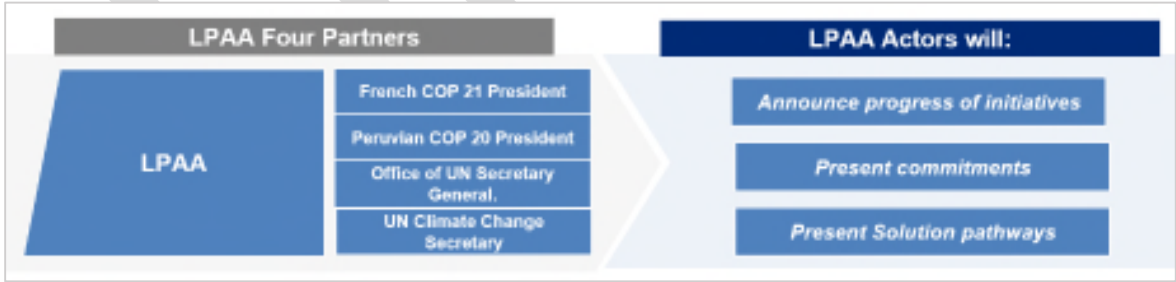 LPAA Four Partners
LPAA
French COP 21 President
Peruvian COP 20 President
Office of UN Secretary
General.
UN Climate Change
Secretary
LPAA Actors will:
Announce progress of initiatives
Present commitments
Present Solution pathways